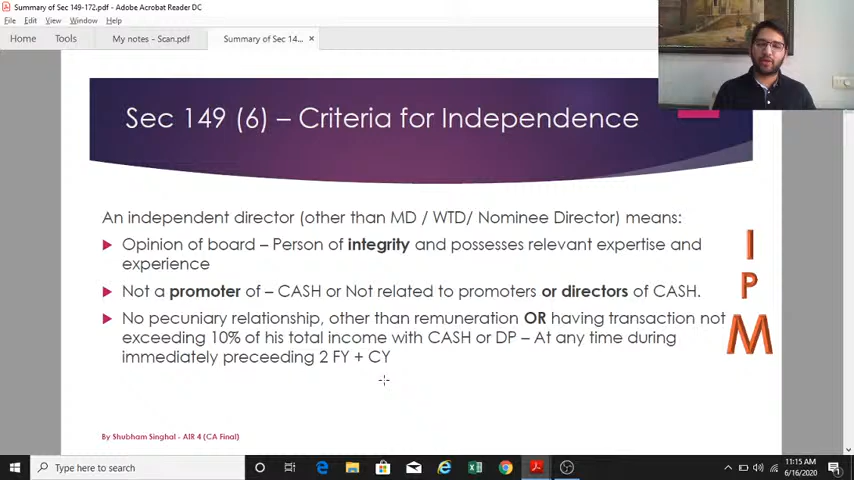 Summary of Sec 149-172.pdf - Adobe Acrobat Reader DC
File Edit View Window Help
Home Tools My notes - Scan.pdf Summary of Sec 14... ×
Sec 149 (6) – Criteria for Independence
An independent director (other than MD / WTD/ Nominee Director) means:
Opinion of board – Person of integrity and possesses relevant expertise and
experience
Not a promoter of – CASH or Not related to promoters or directors of CASH.
No pecuniary relationship, other than remuneration OR having transaction not
exceeding 10% of his total income with CASH or DP – At any time during
immediately preceeding 2 FY + CY
I
P
M
By Shubham Singhal - AIR 4 (CA Final)
Type here to search
11:15 AM
6/16/2020